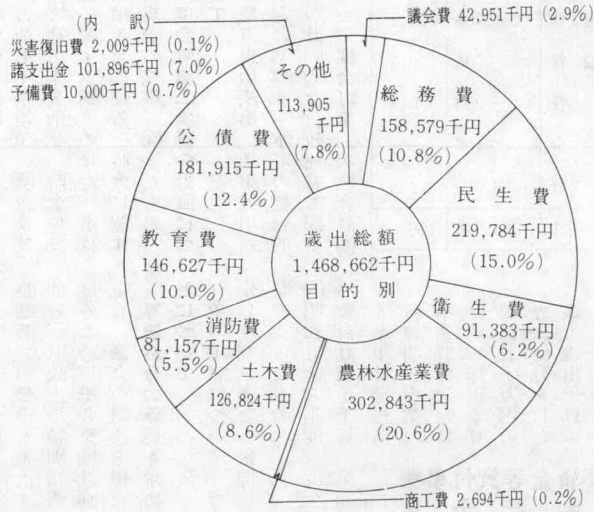 (内 訳)
災害復旧費 2,009千円 (0.1%)
諸支出金 101,896千円 (7.0%)
予備費 10,000千円 (0.7%)
議会費 42,951千円 (2.9%)
その他
113,905
千円
(7.8%)
総務費
158,579千円
(10.8%)
民生費
219,784千円
(15.0%)
衛生費
91,383千円
(6.2%)
農林水産業費
302,843千円
(20.6%)
商工費 2,694千円 (0.2%)
土木費
126,824千円
(8.6%)
消防費
81,157千円
(5.5%)
教育費
146,627千円
(10.0%)
公債費
181,915千円
(12.4%)
歳出総額
1,468,662千円
目的別